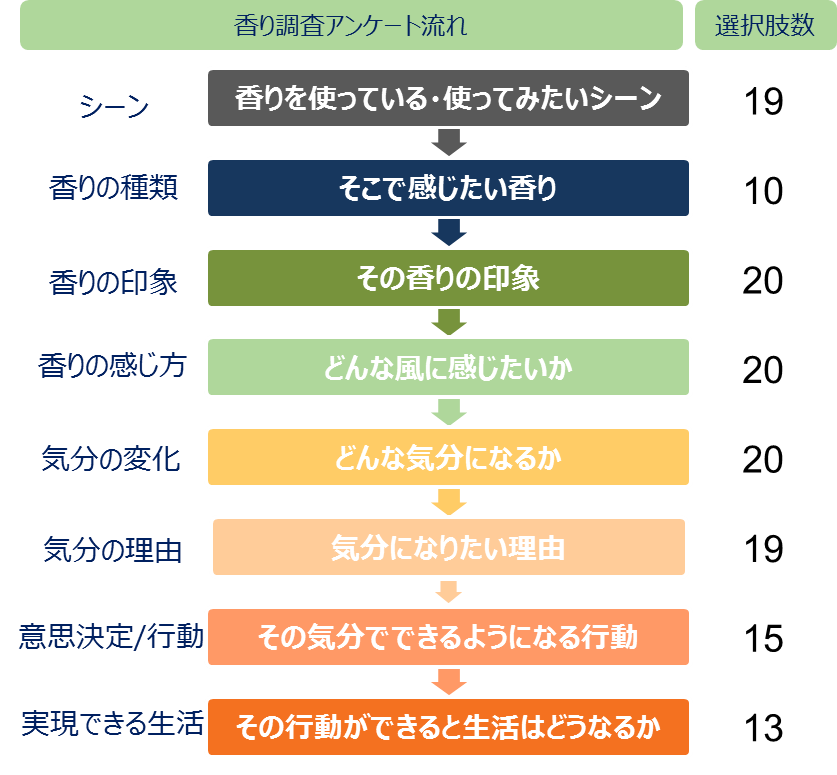 香り調査アンケート流れ
選択肢数
シーン
香りを使っている・使ってみたいシーン
19
香りの種類
そこで感じたい香り
10
香りの印象
その香りの印象
20
香りの感じ方
どんな風に感じたいか
20
気分の変化
どんな気分になるか
20
気分の理由
気分になりたい理由
19
意思決定/行動
その気分でできるようになる行動
15
実現できる生活
その行動ができると生活はどうなるか
13